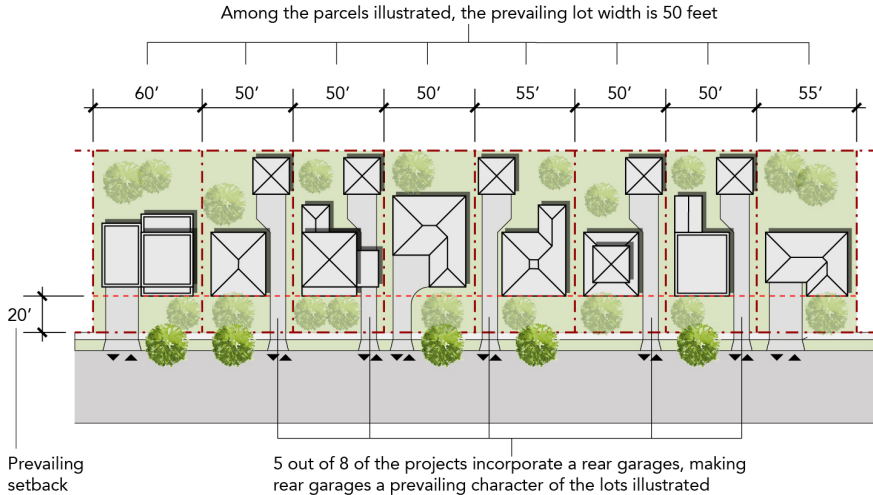 Among the parcels illustrated, the prevailing lot width is 50 feet
60’ 50’ 50’ 50’ 55’ 50’ 50’ 55’
20’
Prevailing
setback
5 out of 8 of the projects incorporate a rear garages, making
rear garages a prevailing character of the lots illustrated